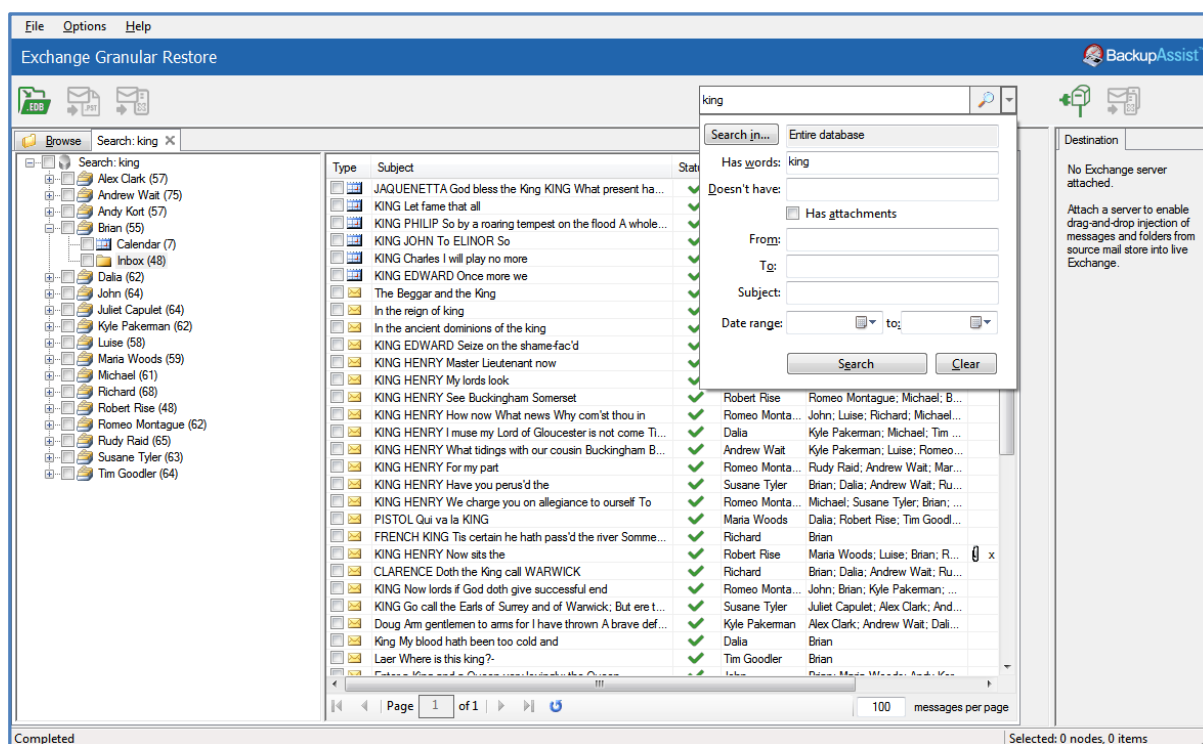 File Options Help
Exchange Granular Restore
BackupAssist
.EDB
.PST
king
Browse
Search: king
Search: king
Alex Clark (57)
Andrew Wait (75)
Andy Kort (57)
Brian (55)
Calendar (7)
Inbox (48)
Dalia (62)
John (64)
Juliet Capulet (64)
Kyle Pakerman (62)
Luise (58)
Maria Woods (59)
Michael (61)
Richard (68)
Robert Rise (48)
Romeo Montague (62)
Rudy Raid (65)
Susane Tyler (63)
Tim Goodler (64)
Type Subject Statu
JAQUENETTA God bless the King KING What present ha...
KING Let fame that all
KING PHILIP So by a roaring tempest on the flood A whole...
KING JOHN To ELINOR So
KING Charles I will play no more
KING EDWARD Once more we
The Beggar and the King
In the reign of king
In the ancient dominions of the king
KING EDWARD Seize on the shame-fac'd
KING HENRY Master Lieutenant now
KING HENRY My lords look
KING HENRY See Buckingham Somerset Robert Rise Romeo Montague; Michael; B...
KING HENRY How now What news Why com'st thou in Romeo Monta... John; Luise; Richard; Michael...
KING HENRY I muse my Lord of Gloucester is not come Ti... Dalia Kyle Pakerman; Michael; Tim ...
KING HENRY What tidings with our cousin Buckingham B... Andrew Wait Kyle Pakerman; Luise; Romeo...
KING HENRY For my part Romeo Monta... Rudy Raid; Andrew Wait; Mar...
KING HENRY Have you perus'd the Susane Tyler Brian; Dalia; Andrew Wait; Ru...
KING HENRY We charge you on allegiance to ourself To Romeo Monta... Michael; Susane Tyler; Brian; ...
PISTOL Qui va la KING Maria Woods Dalia; Robert Rise; Tim Goodl...
FRENCH KING Tis certain he hath pass'd the river Somme... Richard Brian
KING HENRY Now sits the Robert Rise Maria Woods; Luise; Brian; R... x
CLARENCE Doth the King call WARWICK Richard Brian; Dalia; Andrew Wait; Ru...
KING Now lords if God doth give successful end Romeo Monta... John; Brian; Kyle Pakerman; ...
KING Go call the Earls of Surrey and of Warwick; But ere t... Susane Tyler Juliet Capulet; Alex Clark; And...
Doug Arm gentlemen to arms for I have thrown A brave def... Kyle Pakerman Alex Clark; Andrew Wait; Dali...
King My blood hath been too cold and Dalia Brian
Laer Where is this king?- Tim Goodler Brian
Page 1 of 1
100 messages per page
Search in... Entire database
Has words: king
Doesn't have:
Has attachments
From:
To:
Subject:
Date range: to:
Search Clear
Destination
No Exchange server
attached.
Attach a server to enable
drag-and-drop injection of
messages and folders from
source mail store into live
Exchange.
Completed
Selected: 0 nodes, 0 items